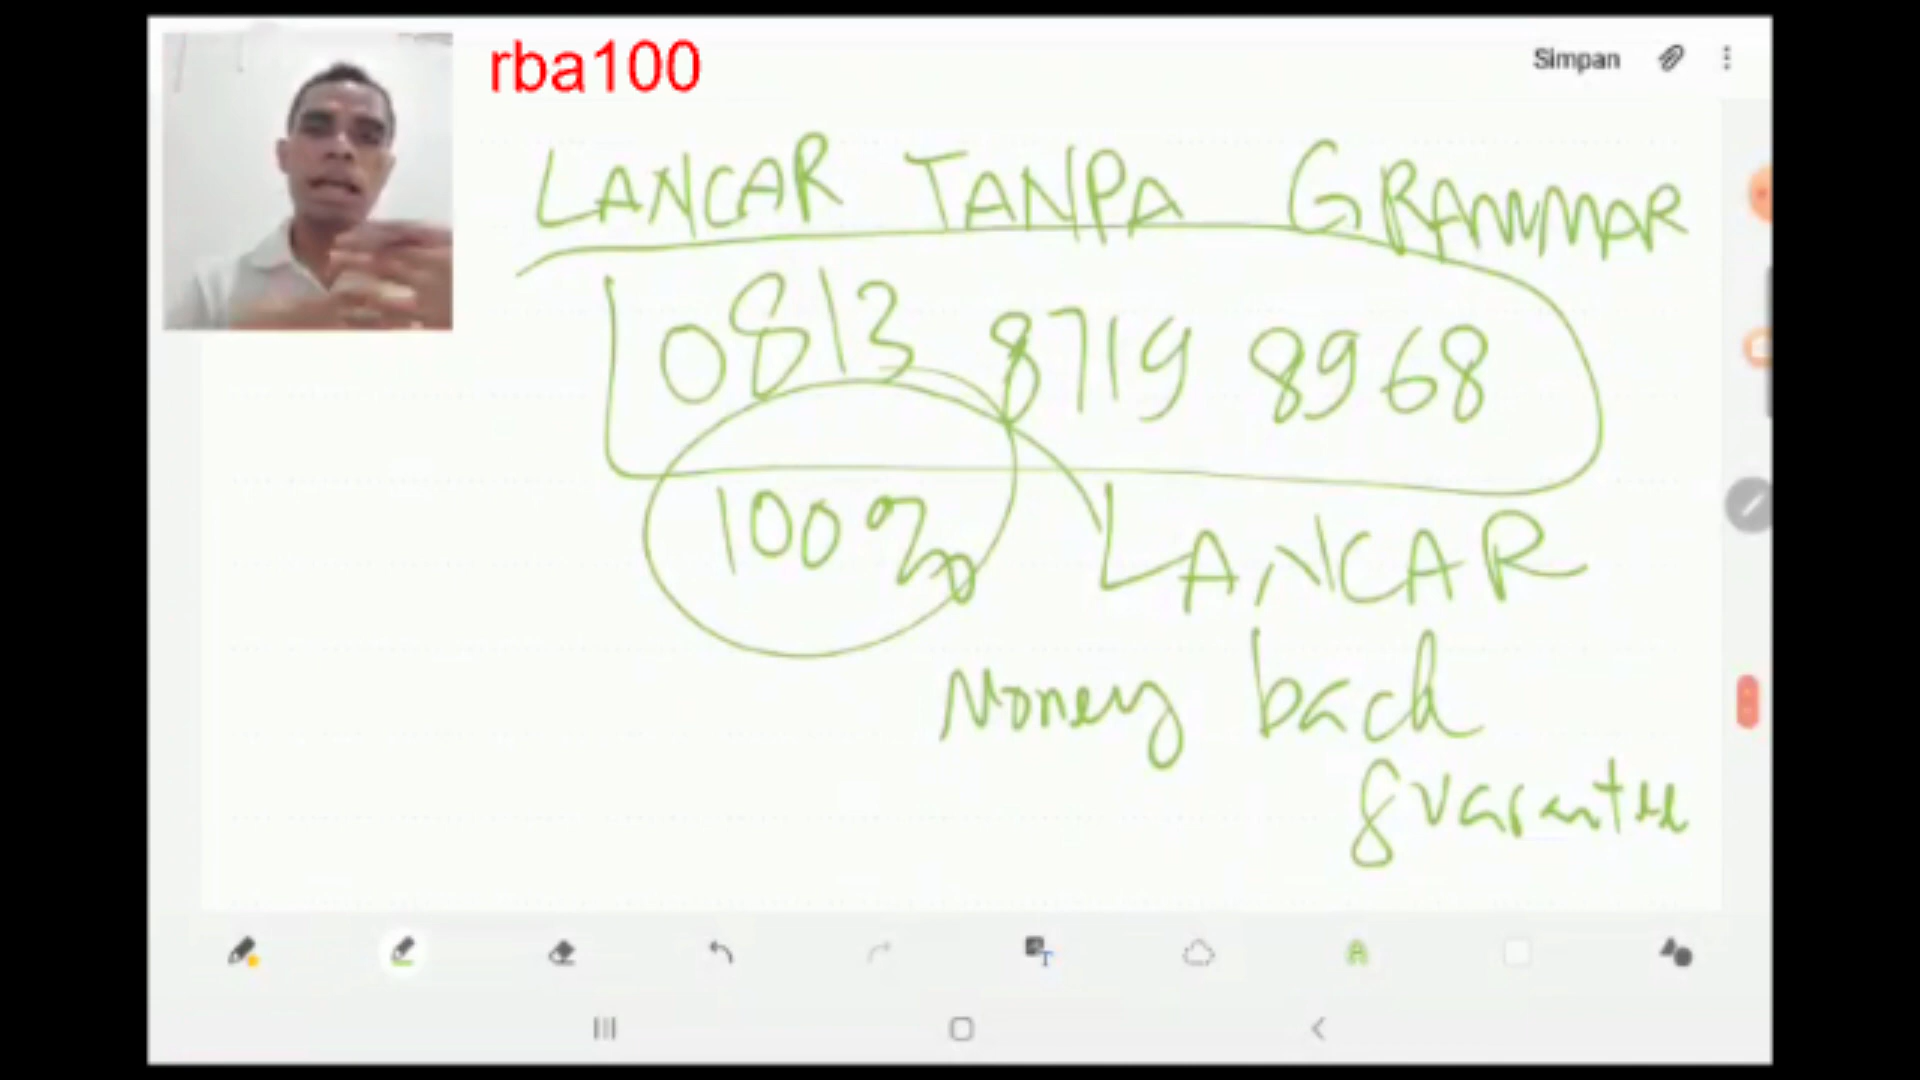 rba100
Simpan
LANCAR TANPA GRAMMAR
0813 8719 8968
100% LANCAR
Money back
guarantee